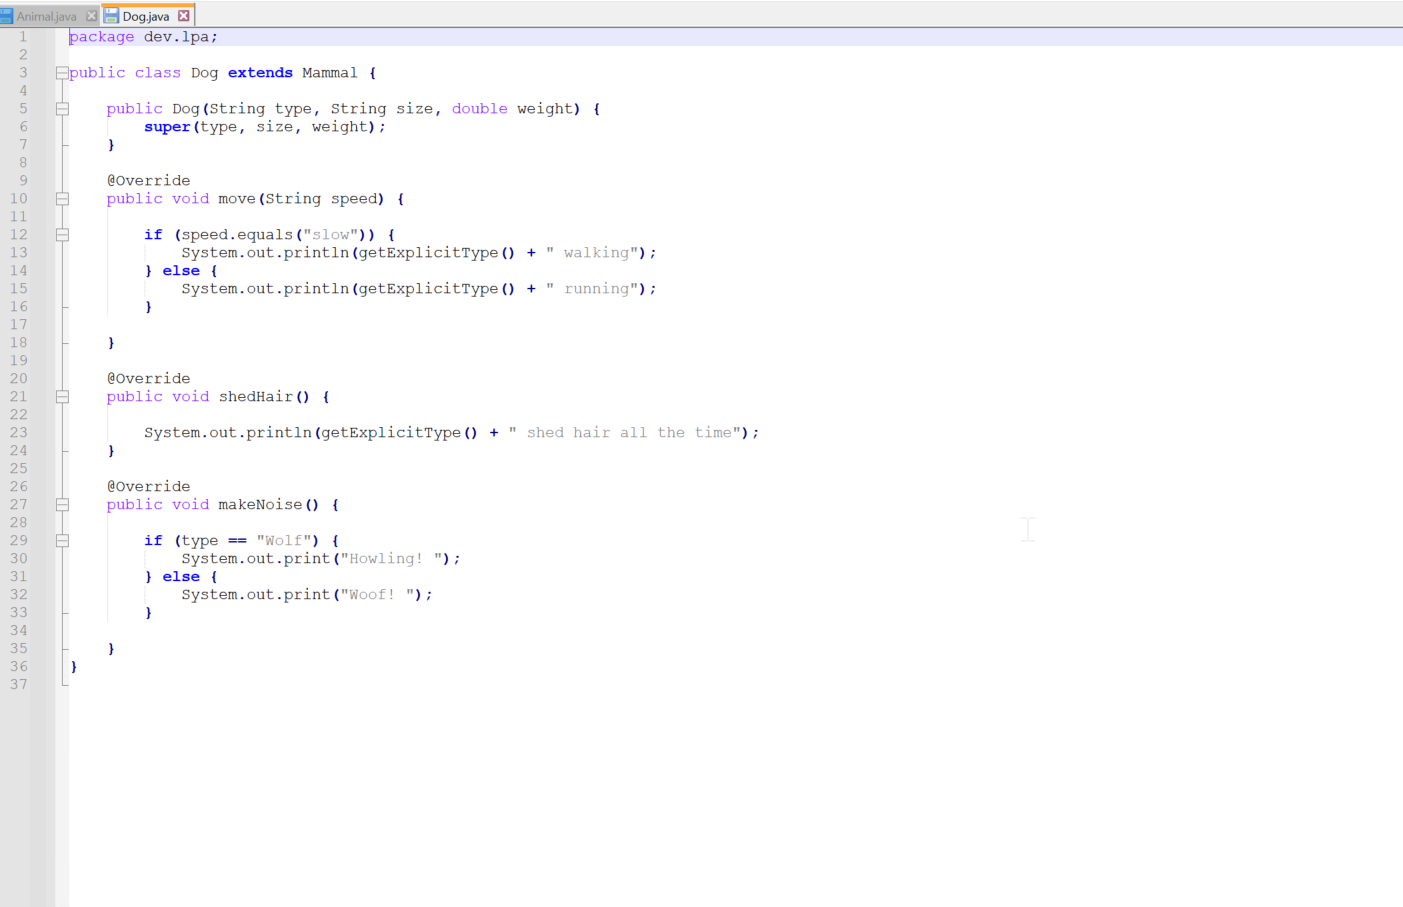 Animal.java Dog.java
1 package dev.lpa;
2
3 public class Dog extends Mammal {
4
5     public Dog(String type, String size, double weight) {
6         super(type, size, weight);
7     }
8
9     @Override
10     public void move(String speed) {
11
12         if (speed.equals("slow")) {
13             System.out.println(getExplicitType() + " walking");
14         } else {
15             System.out.println(getExplicitType() + " running");
16         }
17
18     }
19
20     @Override
21     public void shedHair() {
22
23         System.out.println(getExplicitType() + " shed hair all the time");
24     }
25
26     @Override
27     public void makeNoise() {
28
29         if (type == "Wolf") {
30             System.out.print("Howling! ");
31         } else {
32             System.out.print("Woof! ");
33         }
34
35     }
36 }
37